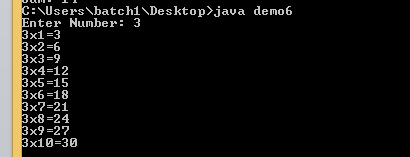 C:\Users\batch1\Desktop>java demo6
Enter Number: 3
3x1=3
3x2=6
3x3=9
3x4=12
3x5=15
3x6=18
3x7=21
3x8=24
3x9=27
3x10=30